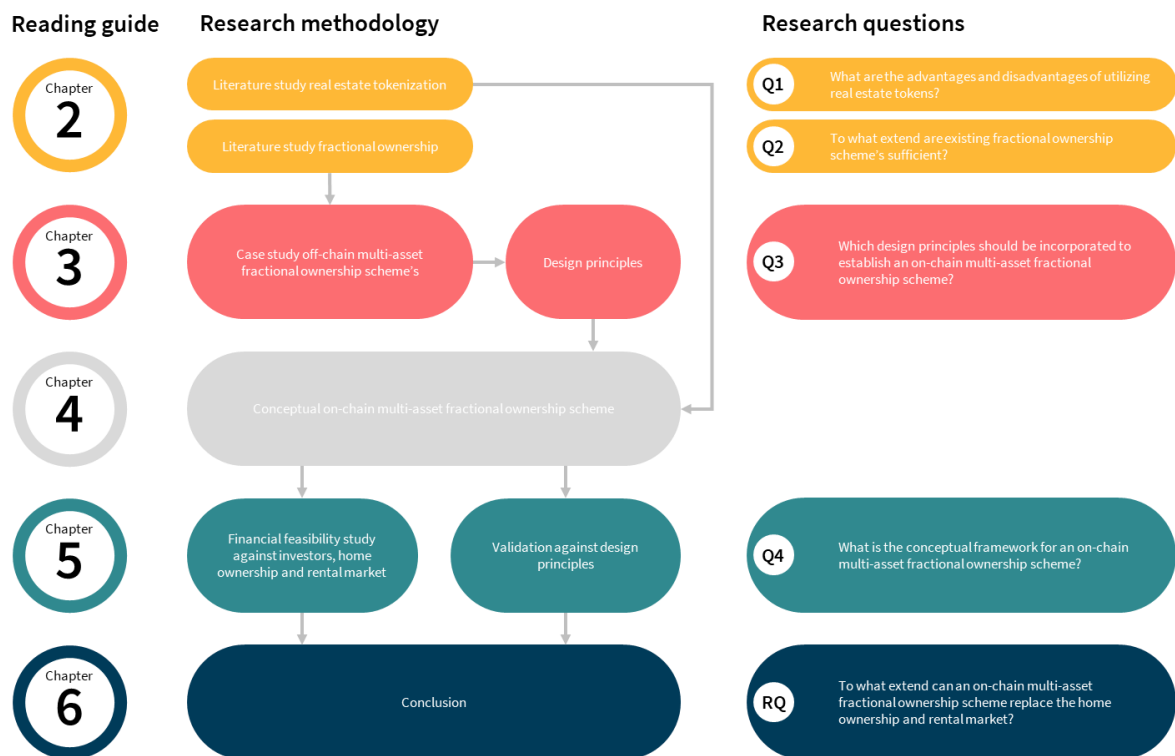 Reading guide
Research methodology
Research questions
Chapter
2
Literature study real estate tokenization
Literature study fractional ownership
Q1
What are the advantages and disadvantages of utilizing
real estate tokens?
Q2
To what extend are existing fractional ownership
scheme's sufficient?
Chapter
3
Case study off-chain multi-asset
fractional ownership scheme's
Design principles
Q3
Which design principles should be incorporated to
establish an on-chain multi-asset fractional
ownership scheme?
Chapter
4
Conceptual on-chain multi-asset fractional ownership scheme
Chapter
5
Financial feasibility study
against investors, home
ownership and rental market
Validation against design
principles
Q4
What is the conceptual framework for an on-chain
multi-asset fractional ownership scheme?
Chapter
6
Conclusion
RQ
To what extend can an on-chain multi-asset
fractional ownership scheme replace the home
ownership and rental market?